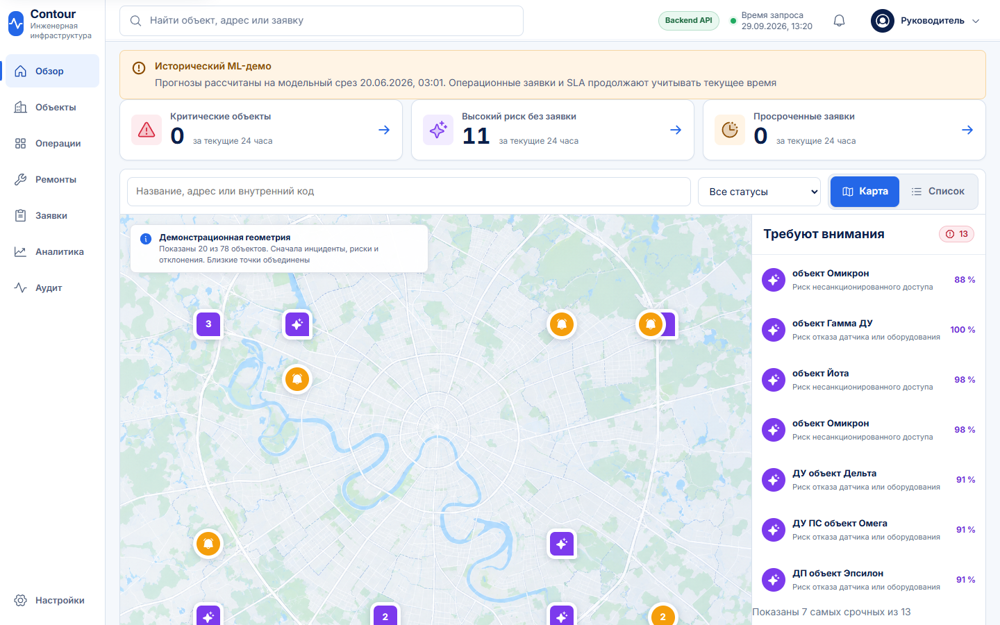 Contour
Инженерная
инфраструктура
Найти объект, адрес или заявку
Backend API
Время запроса
29.09.2026, 13:20
Руководитель
Обзор
Объекты
Операции
Ремонты
Заявки
Аналитика
Аудит
Настройки
Исторический ML-демо
Прогнозы рассчитаны на модельный срез 20.06.2026, 03:01. Операционные заявки и SLA продолжают учитывать текущее время
Критические объекты
0 за текущие 24 часа
Высокий риск без заявки
11 за текущие 24 часа
Просроченные заявки
0 за текущие 24 часа
Название, адрес или внутренний код
Все статусы
Карта
Список
Демонстрационная геометрия
Показаны 20 из 78 объектов. Сначала инциденты, риски и
отклонения. Близкие точки объединены
3
2
2
Требуют внимания
13
объект Омикрон
Риск несанкционированного доступа
88 %
объект Гамма ДУ
Риск отказа датчика или оборудования
100 %
объект Йота
Риск несанкционированного доступа
98 %
объект Омикрон
Риск несанкционированного доступа
98 %
ДУ объект Дельта
Риск отказа датчика или оборудования
91 %
ДУ ПС объект Омега
Риск отказа датчика или оборудования
91 %
ДП объект Эпсилон
Риск отказа датчика или оборудования
91 %
Показаны 7 самых срочных из 13